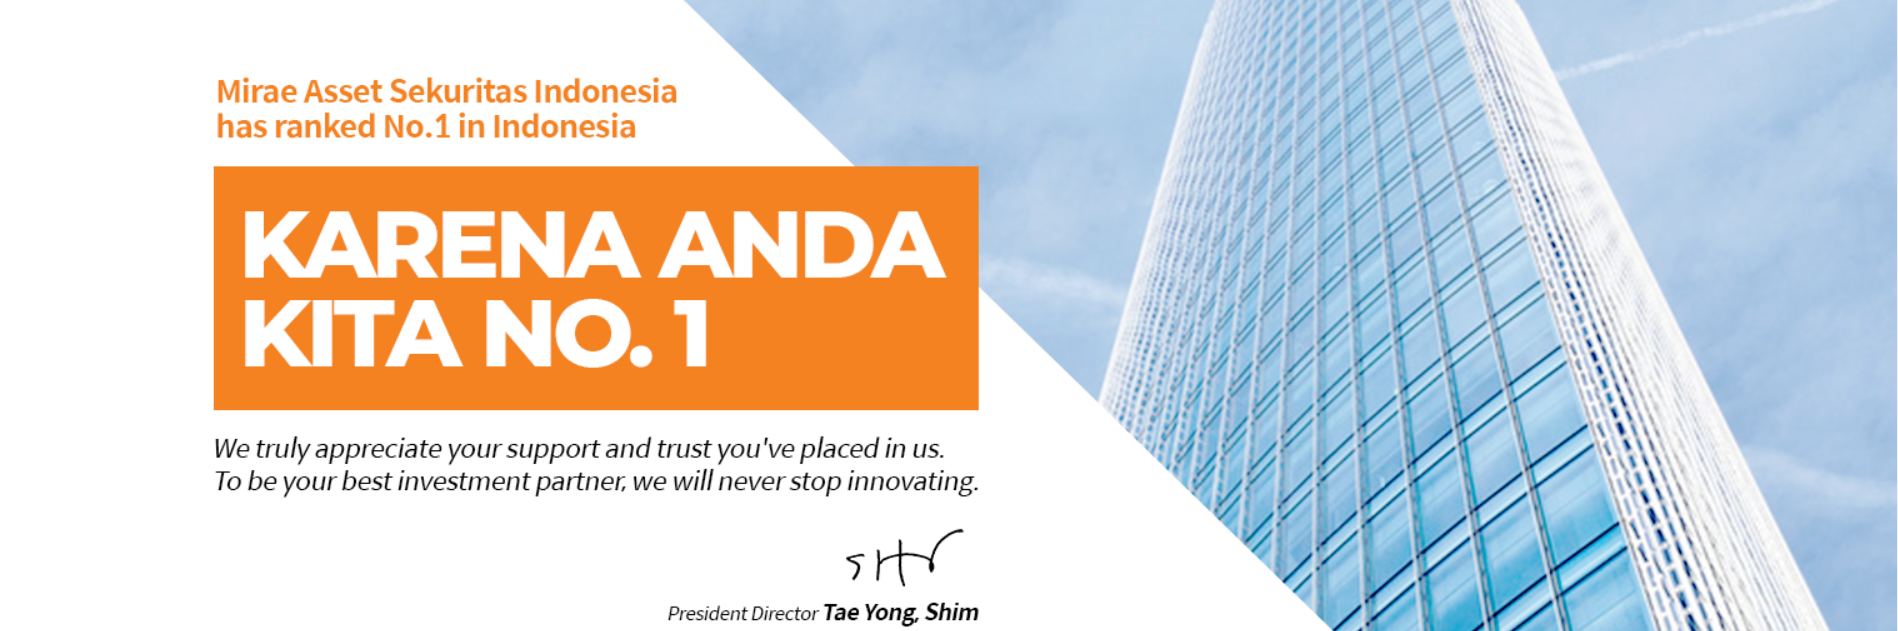 Mirae Asset Sekuritas Indonesia
has ranked No.1 in Indonesia
KARENA ANDA
KITA NO. 1
We truly appreciate your support and trust you've placed in us.
To be your best investment partner, we will never stop innovating.
President Director Tae Yong, Shim